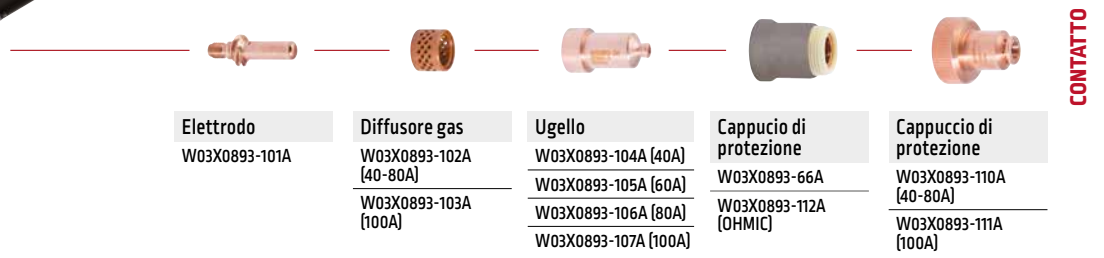 CONTATTO
Elettrodo
W03X0893-101A
Diffusore gas
W03X0893-102A
(40-80A)
W03X0893-103A
(100A)
Ugello
W03X0893-104A (40A)
W03X0893-105A (60A)
W03X0893-106A (80A)
W03X0893-107A (100A)
Cappucio di
protezione
W03X0893-66A
W03X0893-112A
(OHMIC)
Cappuccio di
protezione
W03X0893-110A
(40-80A)
W03X0893-111A
(100A)